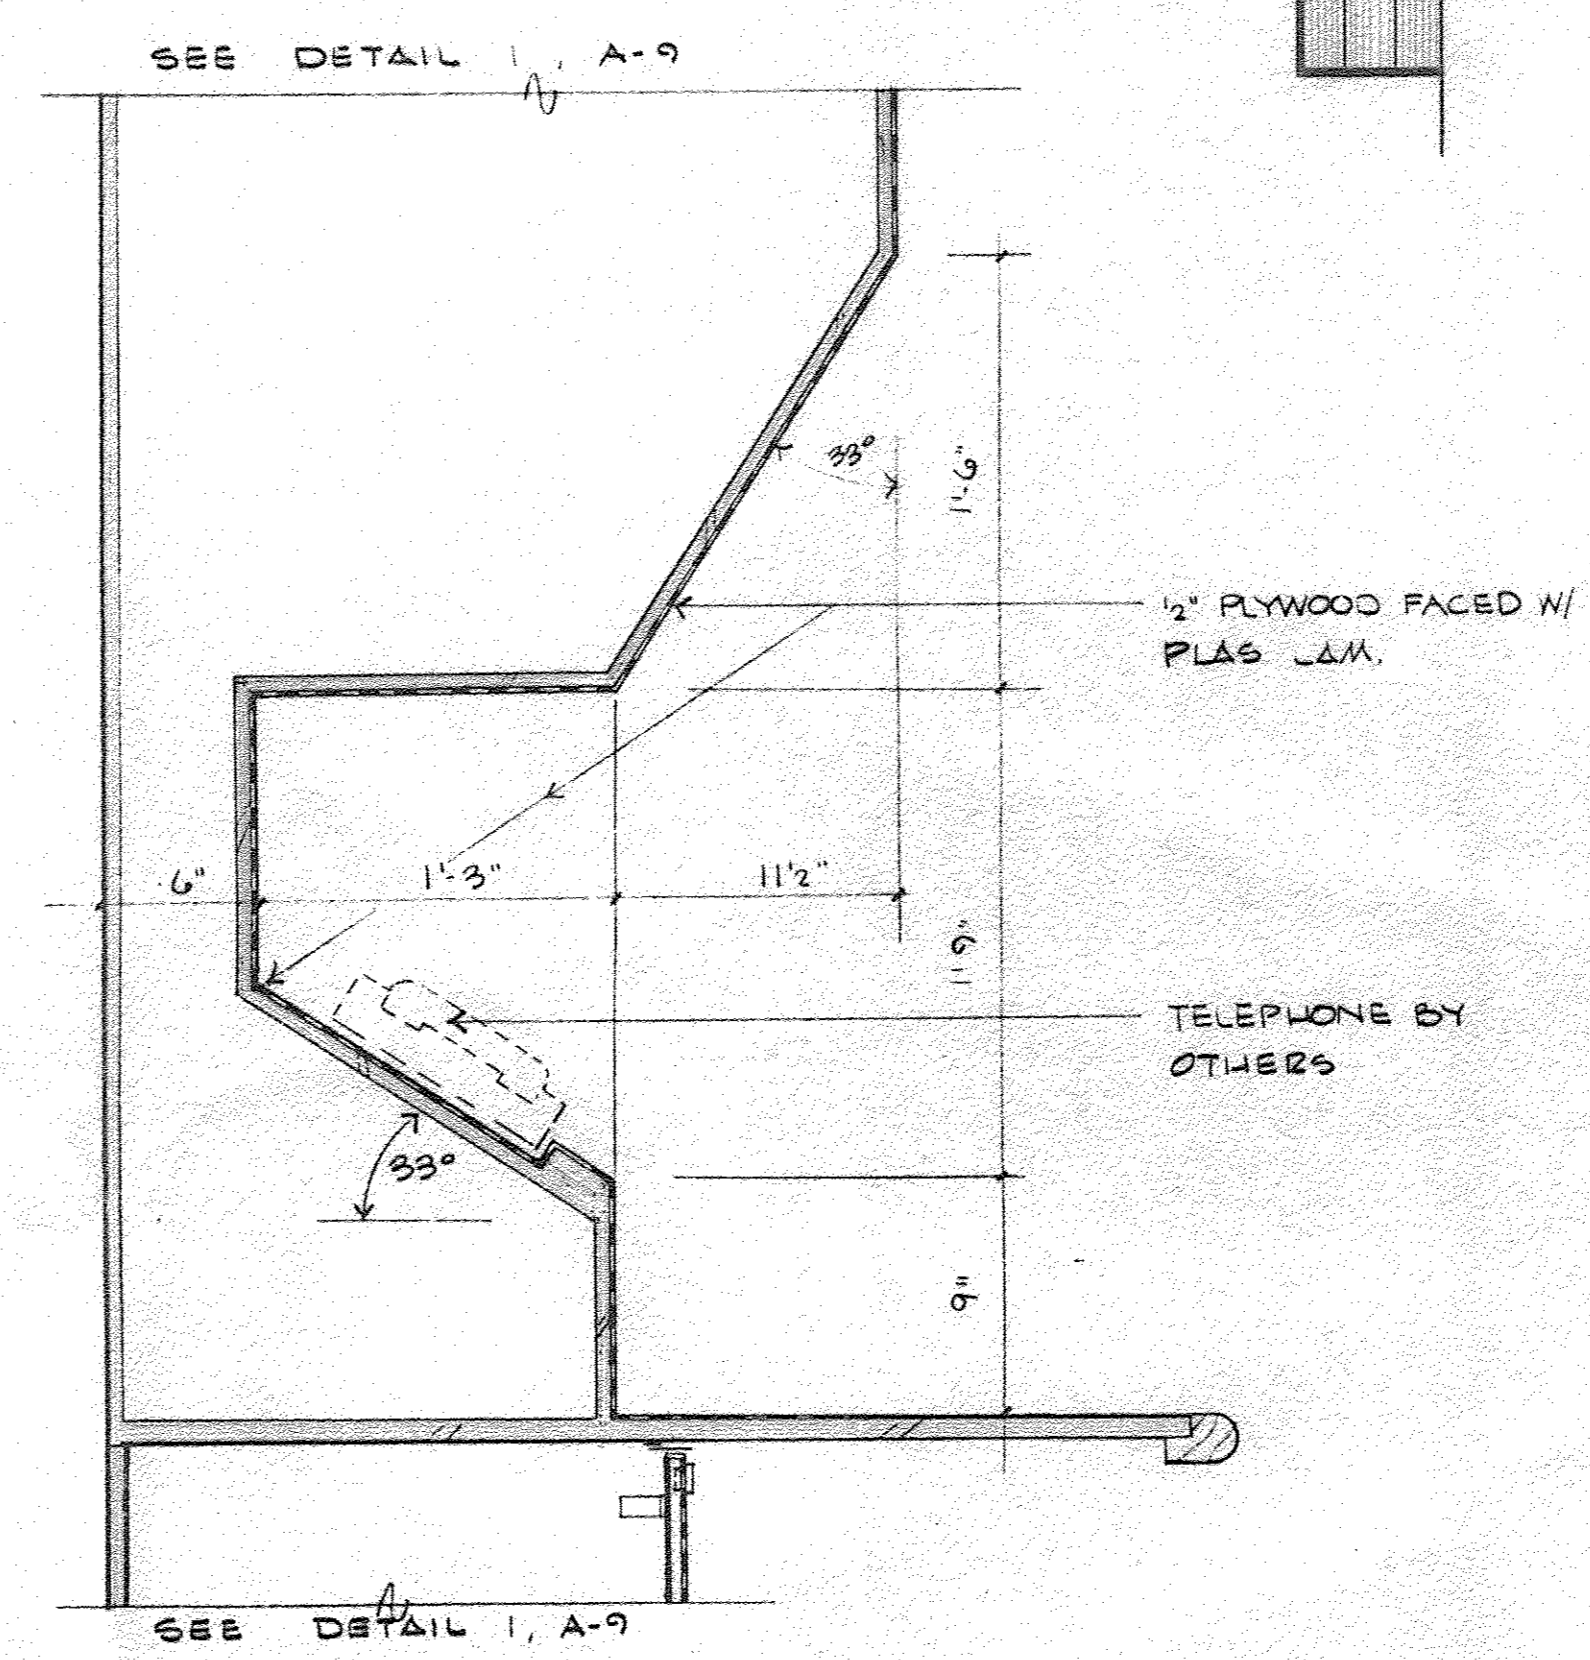 SEE DETAIL 1, A-9
33°
1'-6"
1/2" PLYWOOD FACED W/
PLAS LAM.
6"
1'-3"
11 1/2"
1'-9"
TELEPHONE BY
OTHERS
33°
9"
SEE DETAIL 1, A-9